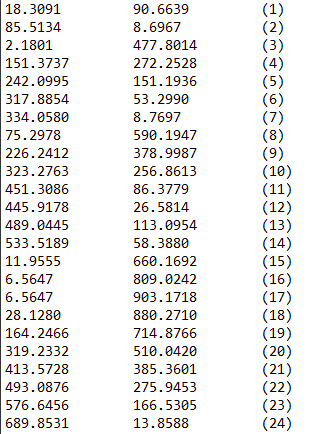 18.3091 90.6639 (1)
85.5134 8.6967 (2)
2.1801 477.8014 (3)
151.3737 272.2528 (4)
242.0995 151.1936 (5)
317.8854 53.2990 (6)
334.0580 8.7697 (7)
75.2978 590.1947 (8)
226.2412 378.9987 (9)
323.2763 256.8613 (10)
451.3086 86.3779 (11)
445.9178 26.5814 (12)
489.0445 113.0954 (13)
533.5189 58.3880 (14)
11.9555 660.1692 (15)
6.5647 809.0242 (16)
6.5647 903.1718 (17)
28.1280 880.2710 (18)
164.2466 714.8766 (19)
319.2332 510.0420 (20)
413.5728 385.3601 (21)
493.0876 275.9453 (22)
576.6456 166.5305 (23)
689.8531 13.8588 (24)